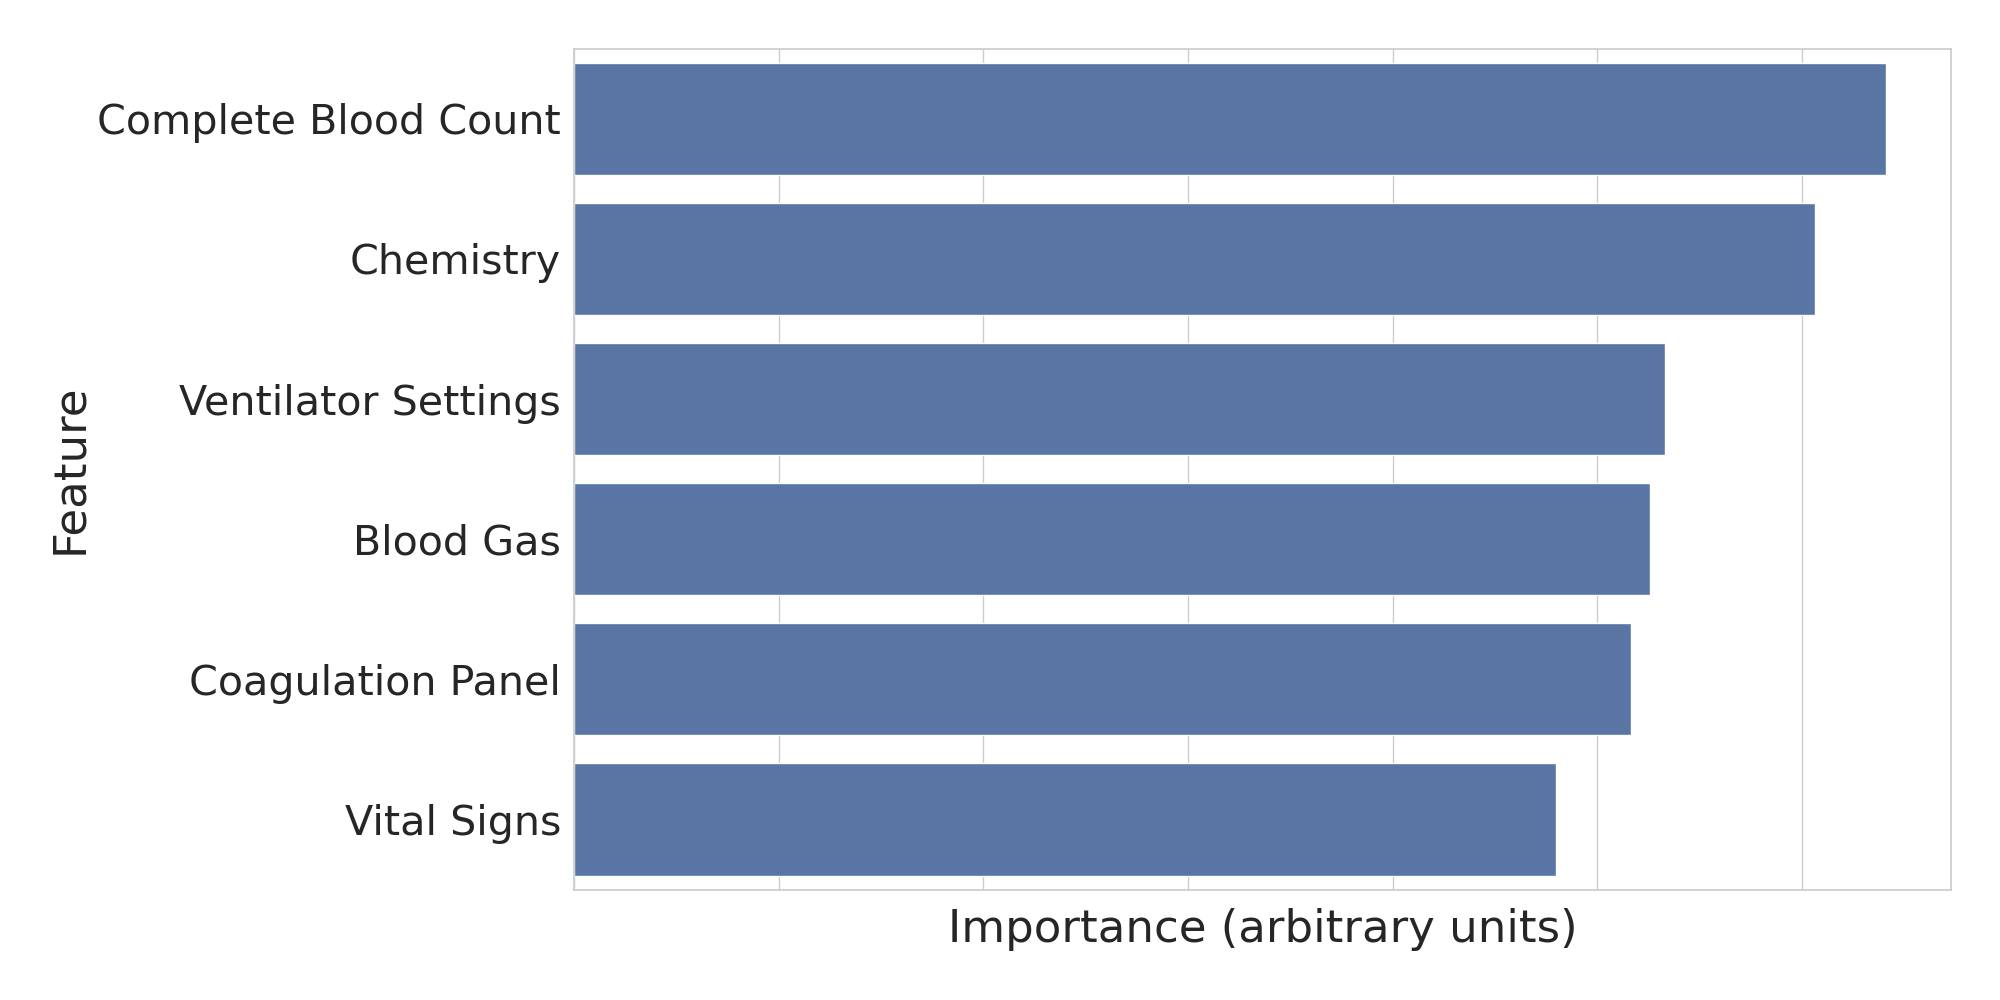 Complete Blood Count
Chemistry
Ventilator Settings
Blood Gas
Coagulation Panel
Vital Signs
Feature
Importance (arbitrary units)